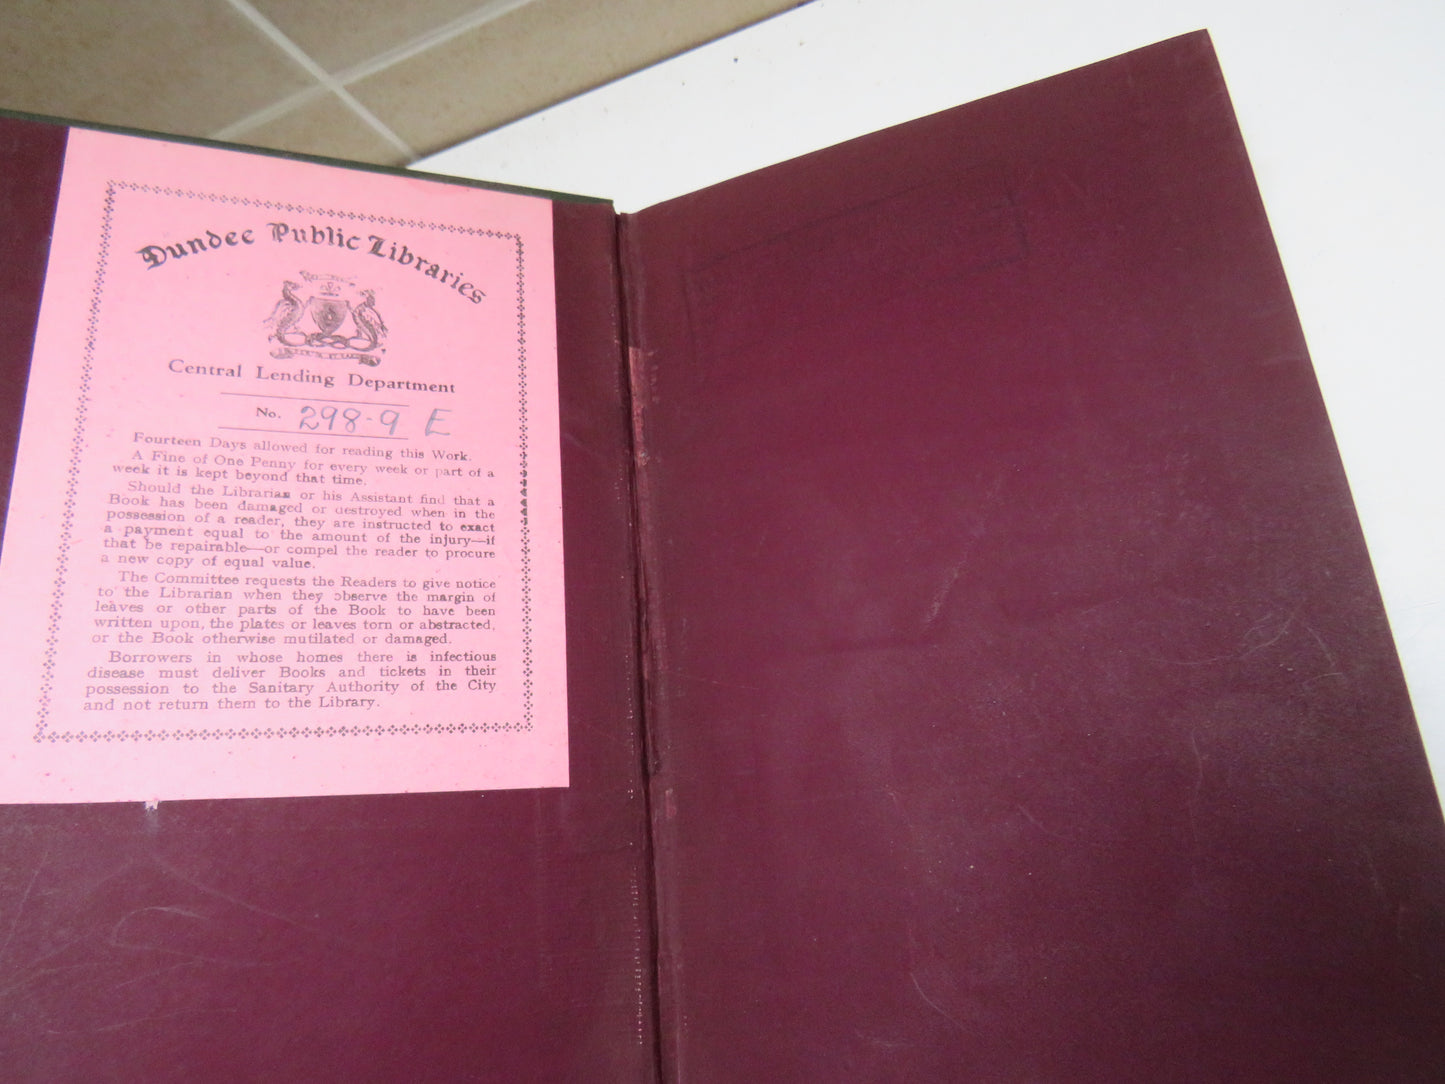 Dundee Public Libraries
Central Lending Department
No. 298-9 E
Fourteen Days allowed for reading this Work.
A Fine of One Penny for every week or part of a
week it is kept beyond that time.
Should the Librarian or his Assistant find that a
Book has been damaged or destroyed when in the
possession of a reader, they are instructed to exact
a payment equal to the amount of the injury—if
that be repairable—or compel the reader to procure
a new copy of equal value.
The Committee requests the Readers to give notice
to the Librarian when they observe the margin of
leaves or other parts of the Book to have been
written upon, the plates or leaves torn or abstracted,
or the Book otherwise mutilated or damaged.
Borrowers in whose homes there is infectious
disease must deliver Books and tickets in their
possession to the Sanitary Authority of the City
and not return them to the Library.